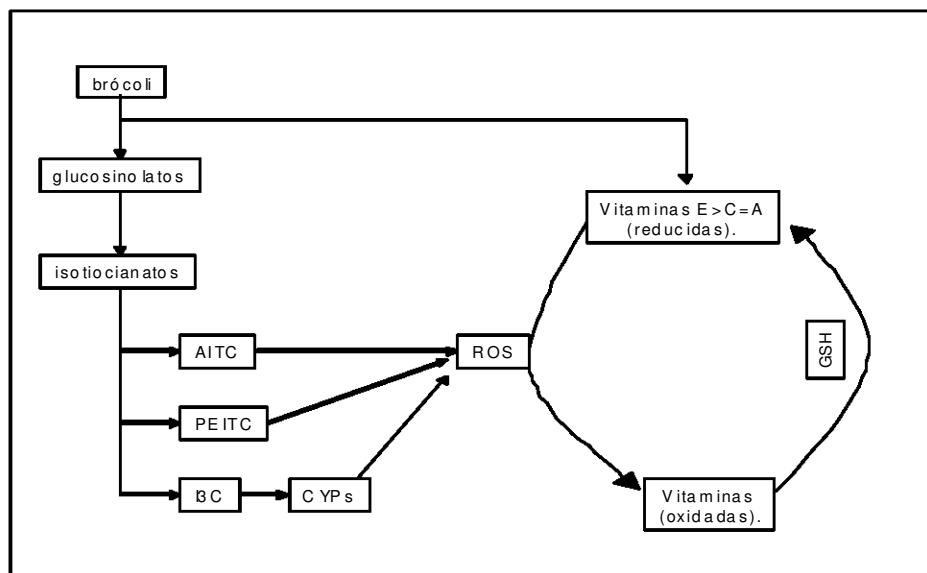 brócoli
glucosinolatos
Vitaminas E>C=A
(reducidas).
isotiocianatos
AITC
ROS
GSH
PEITC
I3C
CYPs
Vitaminas
(oxidadas).